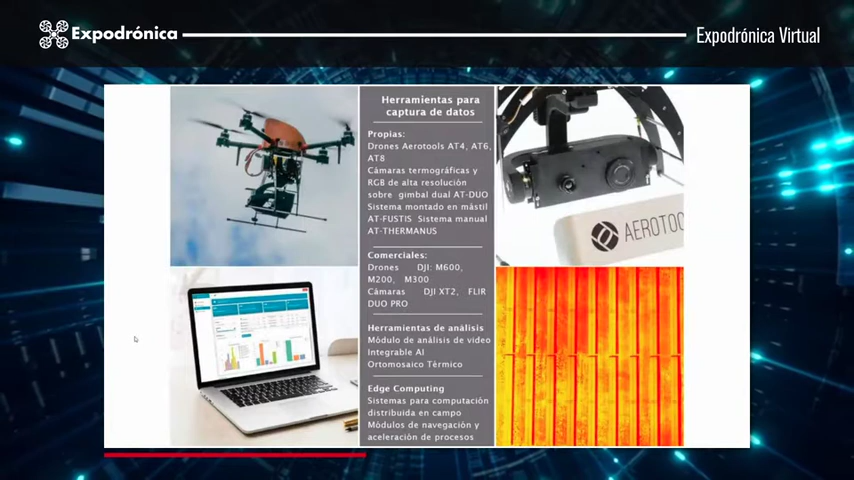 Expodrónica
Expodrónica Virtual
Herramientas para
captura de datos
Propias:
Drones Aerotools AT4, AT6,
AT8
Cámaras termográficas y
RGB de alta resolución
sobre gimbal dual AT-DUO
Sistema montado en mástil
AT-FUSTIS Sistema manual
AT-THERMANUS
Comerciales:
Drones DJI: M600,
M200, M300
Cámaras DJI XT2, FLIR
DUO PRO
Herramientas de análisis
Módulo de análisis de video
Integrable AI
Ortomosaico Térmico
Edge Computing
Sistemas para computación
distribuida en campo
Módulos de navegación y
aceleración de procesos
AEROTOO